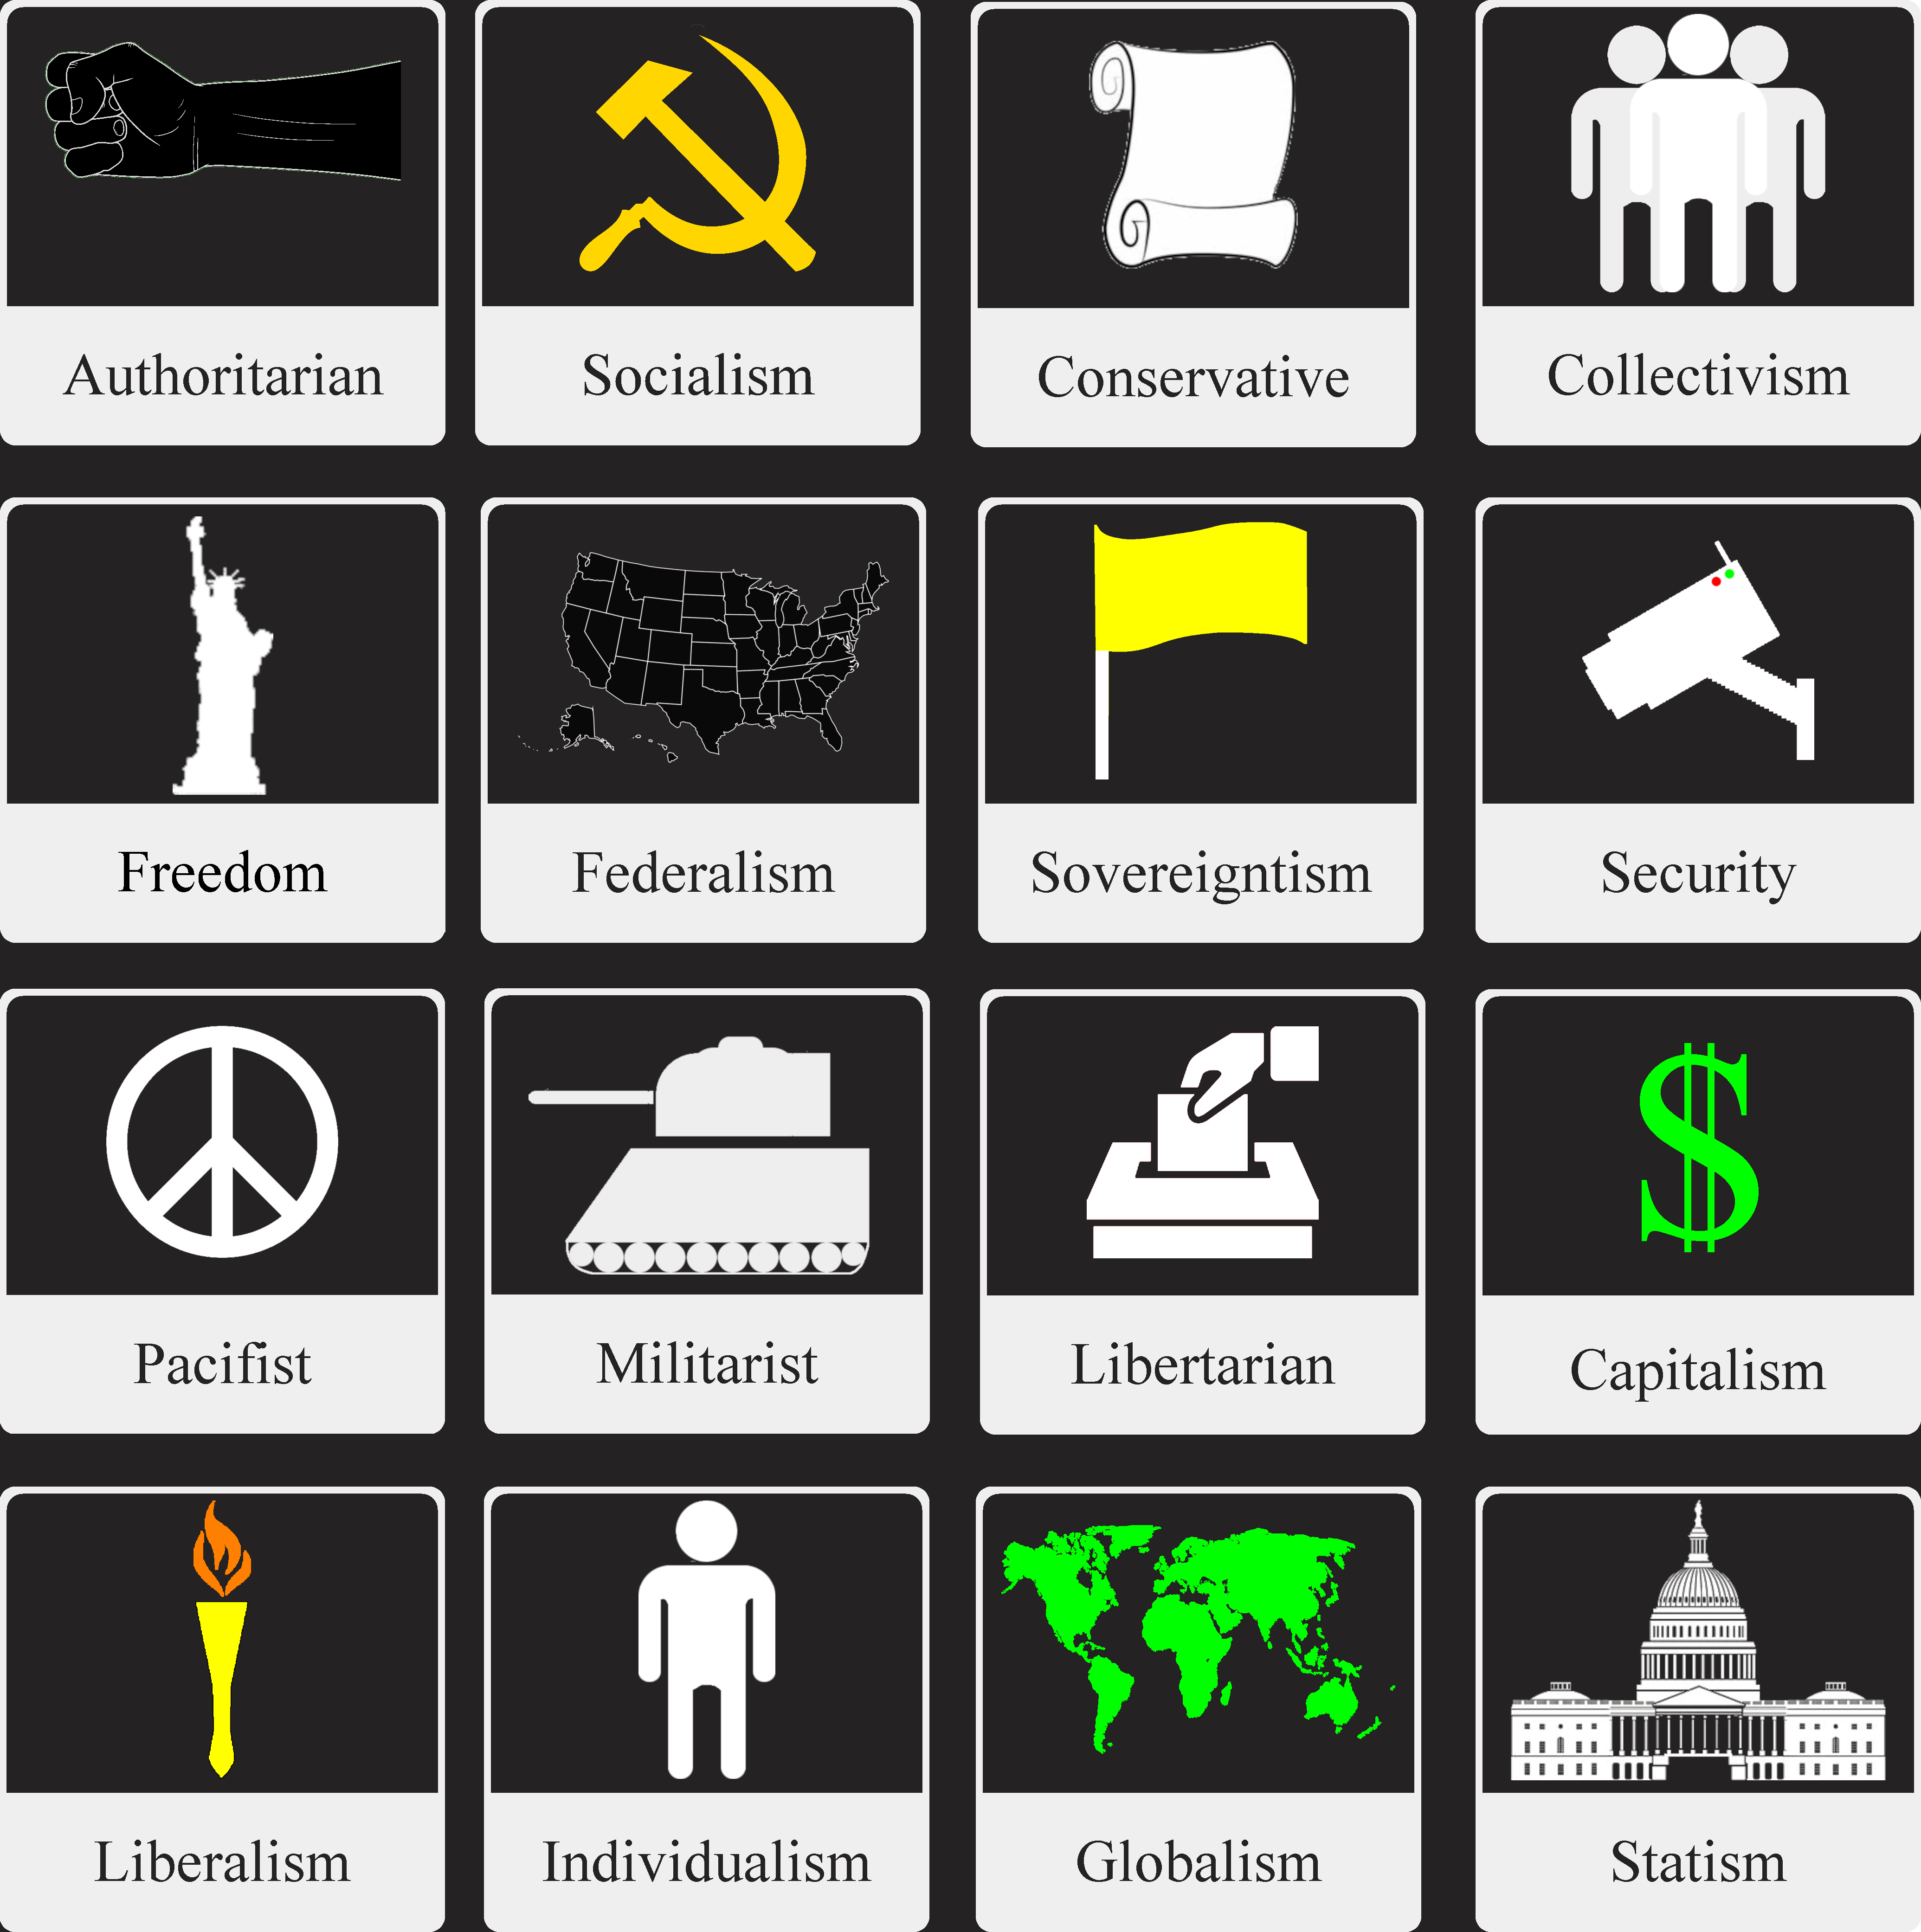 Authoritarian
Socialism
Conservative
Collectivism
Freedom
Federalism
Sovereigntism
Security
Pacifist
Militarist
Libertarian
Capitalism
Liberalism
Individualism
Globalism
Statism